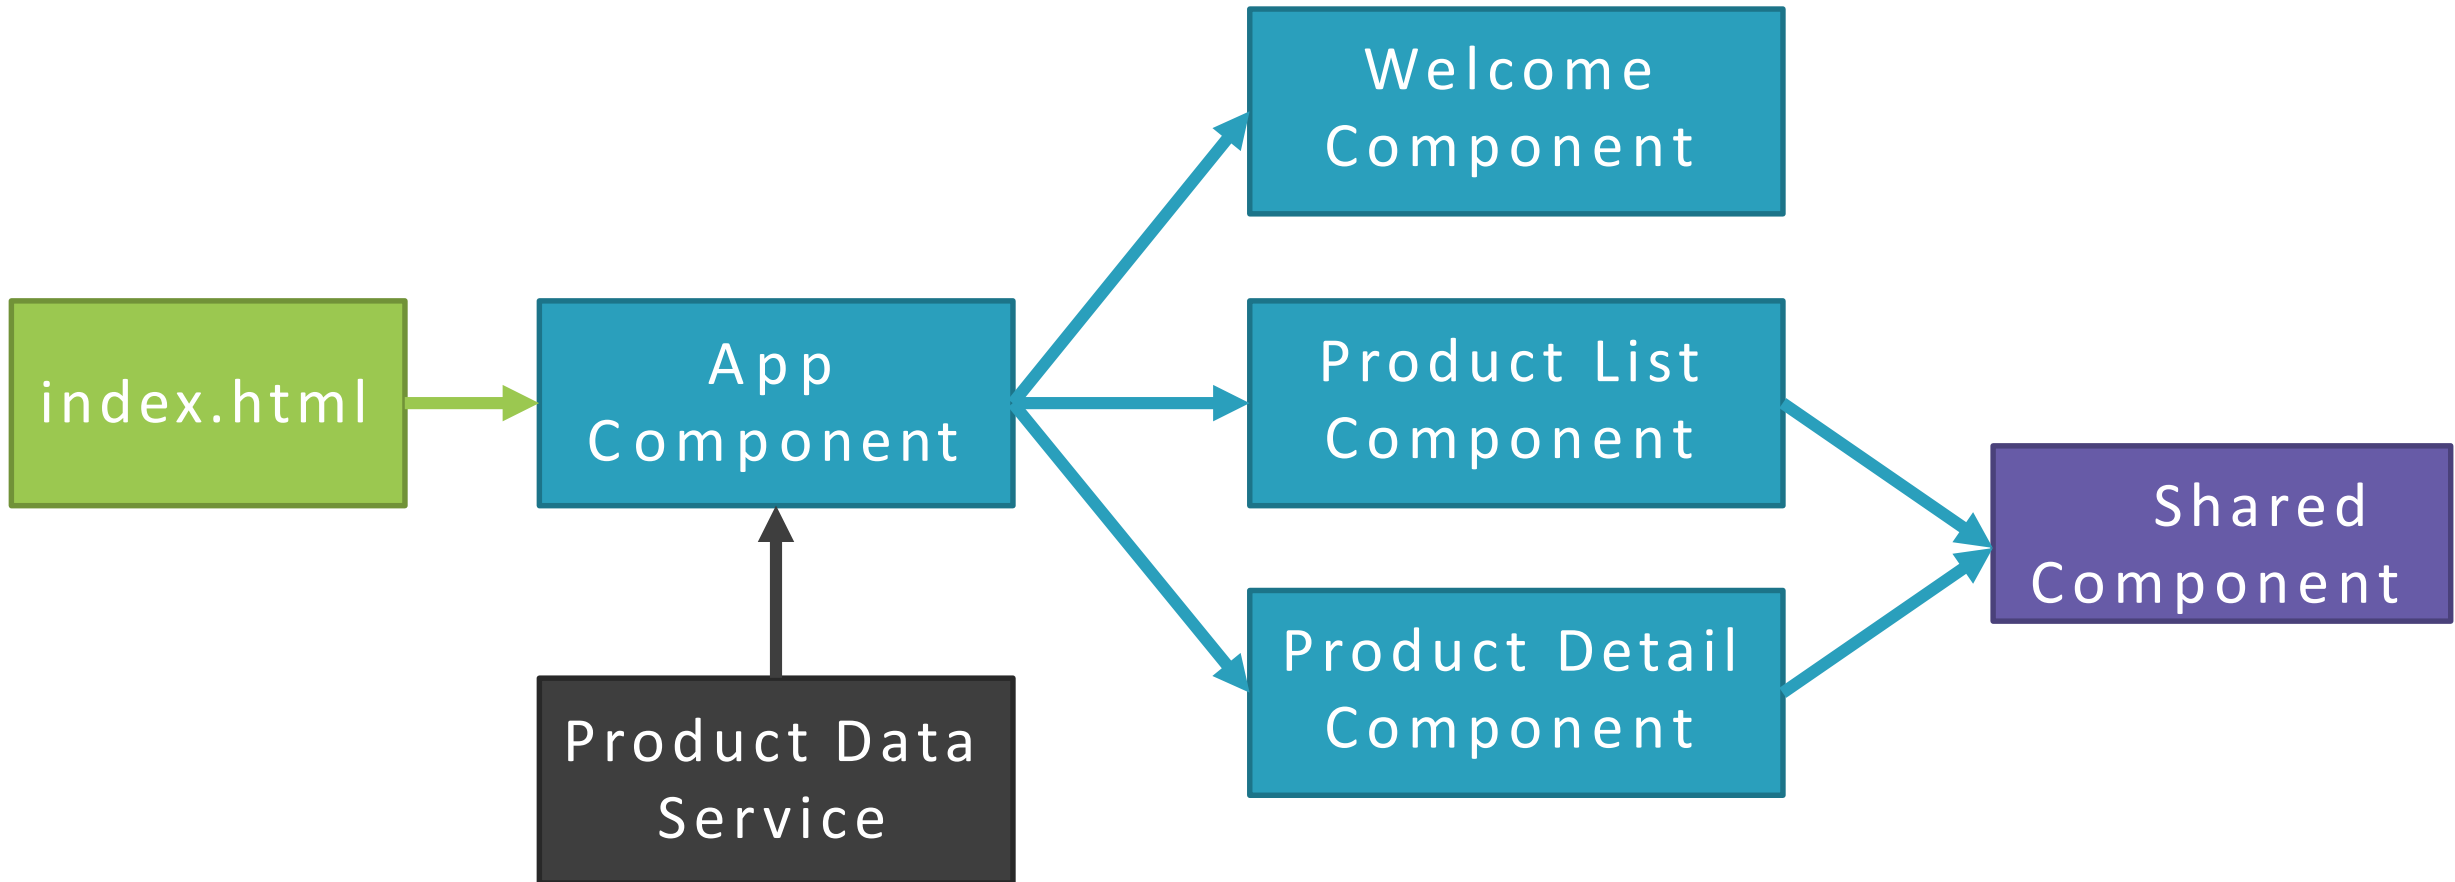 index.html
App
Component
Product Data
Service
Welcome
Component
Product List
Component
Product Detail
Component
Shared
Component